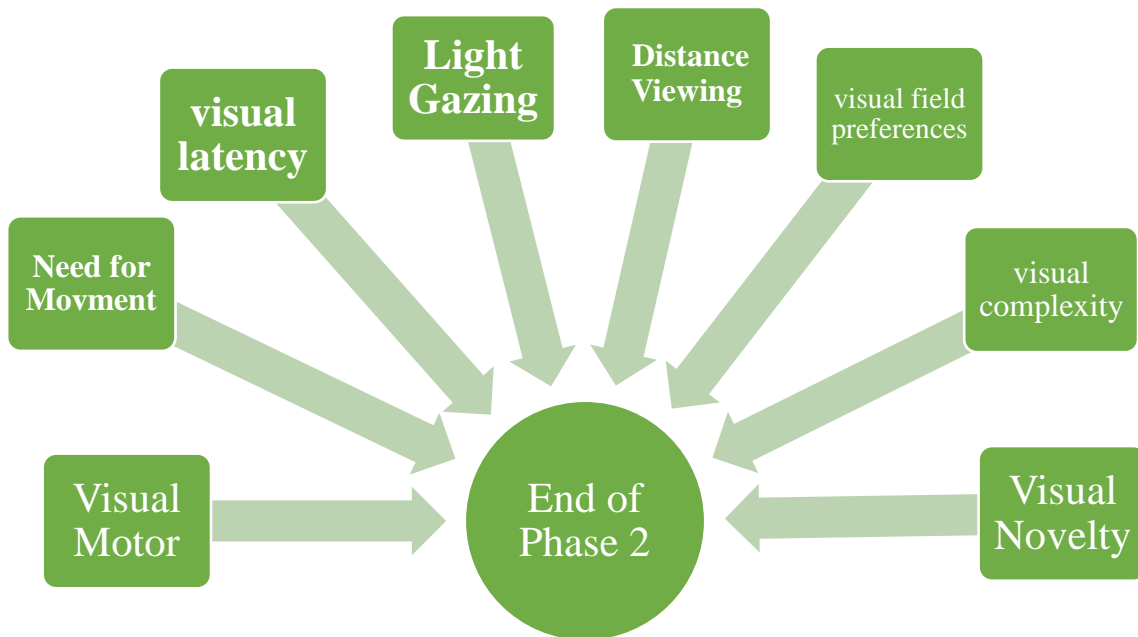 Light
Gazing
Distance
Viewing
visual
latency
visual field
preferences
Need for
Movment
visual
complexity
Visual
Motor
End of
Phase 2
Visual
Novelty